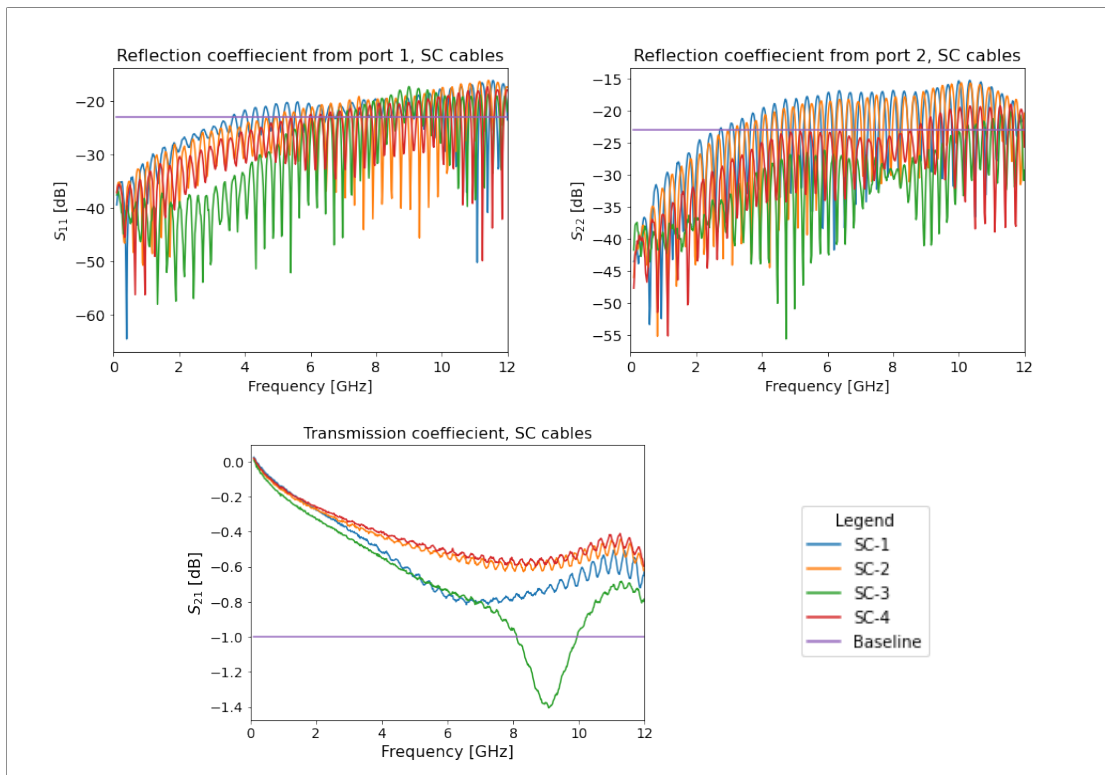 Reflection coeffiecient from port 1, SC cables
S11 [dB]
−20
−30
−40
−50
−60
0 2 4 6 8 10 12
Frequency [GHz]
Reflection coeffiecient from port 2, SC cables
S22 [dB]
−15
−20
−25
−30
−35
−40
−45
−50
−55
0 2 4 6 8 10 12
Frequency [GHz]
Transmission coeffiecient, SC cables
S21 [dB]
0.0
−0.2
−0.4
−0.6
−0.8
−1.0
−1.2
−1.4
0 2 4 6 8 10 12
Frequency [GHz]
Legend
SC-1
SC-2
SC-3
SC-4
Baseline